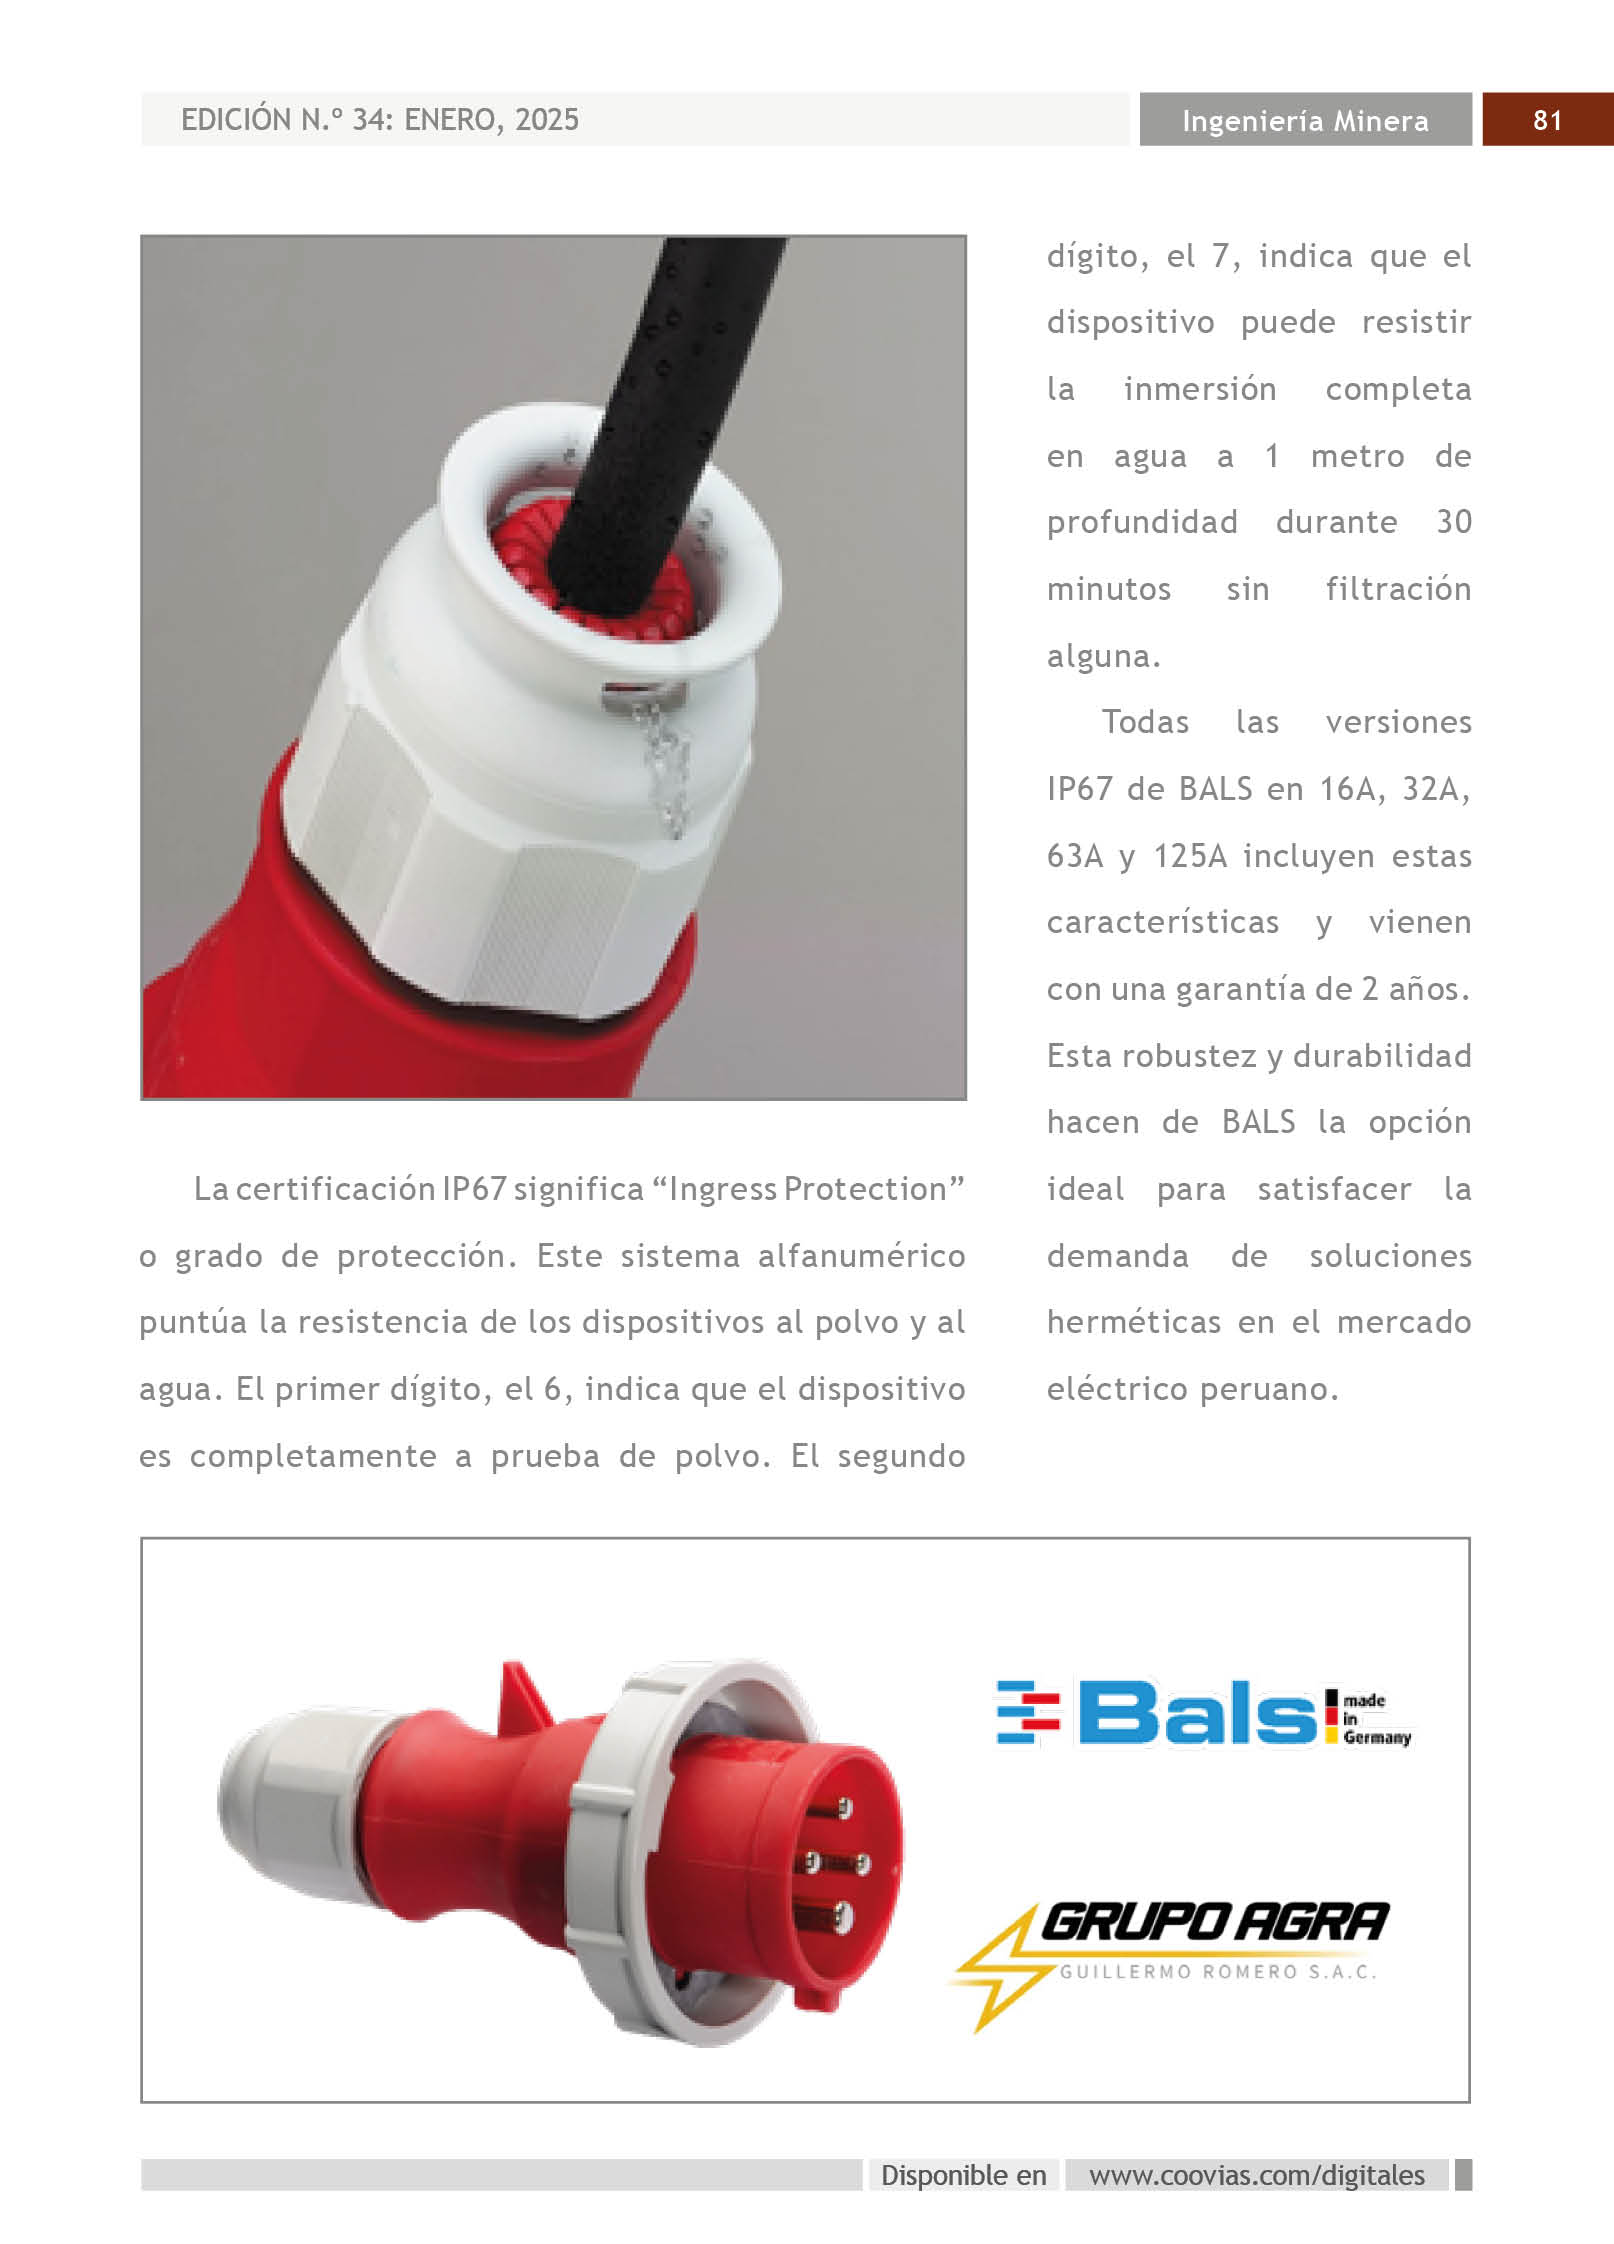 EDICIÓN N.º 34: ENERO, 2025
Ingeniería Minera
81
La certificación IP67 significa “Ingress Protection”
o grado de protección. Este sistema alfanumérico
puntúa la resistencia de los dispositivos al polvo y al
agua. El primer dígito, el 6, indica que el dispositivo
es completamente a prueba de polvo. El segundo
dígito, el 7, indica que el
dispositivo puede resistir
la inmersión completa
en agua a 1 metro de
profundidad durante 30
minutos sin filtración
alguna.
Todas las versiones
IP67 de BALS en 16A, 32A,
63A y 125A incluyen estas
características y vienen
con una garantía de 2 años.
Esta robustez y durabilidad
hacen de BALS la opción
ideal para satisfacer la
demanda de soluciones
herméticas en el mercado
eléctrico peruano.
Bals
made
in
Germany
GRUPO AGRA
GUILLERMO ROMERO S.A.C.
Disponible en
www.coovias.com/digitales